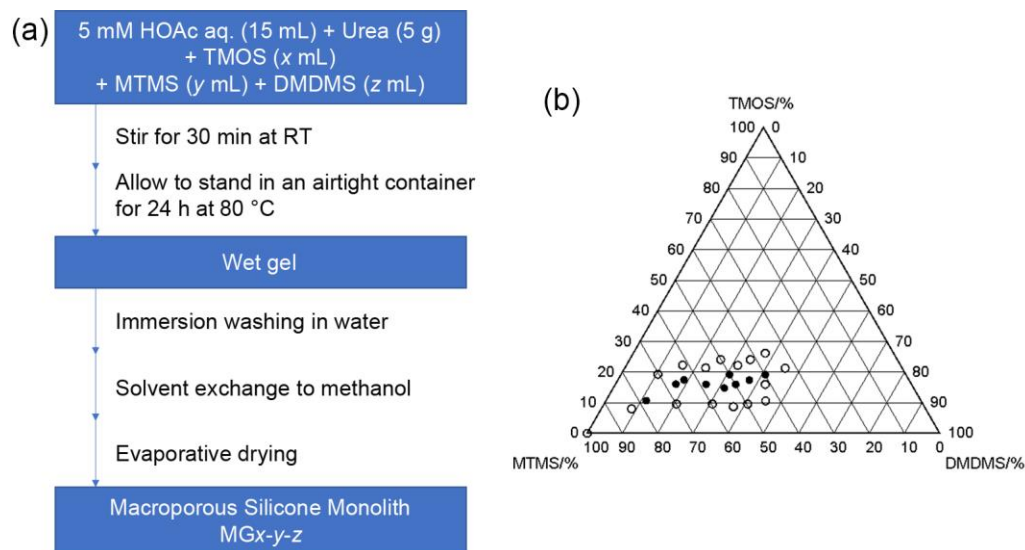 (a)
5 mM HOAc aq. (15 mL) + Urea (5 g)
+ TMOS (x mL)
+ MTMS (y mL) + DMDMS (z mL)
Stir for 30 min at RT
Allow to stand in an airtight container
for 24 h at 80 °C
Wet gel
Immersion washing in water
Solvent exchange to methanol
Evaporative drying
Macroporous Silicone Monolith
MGx-y-z
(b)
TMOS/%
100 0
90 10
80 20
70 30
60 40
50 50
40 60
30 70
20 80
10 90
0 100
100 90 80 70 60 50 40 30 20 10 0
MTMS/% DMDMS/%